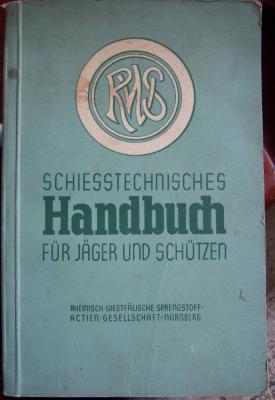 RWS
SCHIESSTECHNISCHES
Handbuch
FÜR JÄGER UND SCHÜTZEN
RHEINISCH-WESTFÄLISCHE SPRENGSTOFF-
ACTIEN-GESELLSCHAFT·NÜRNBERG